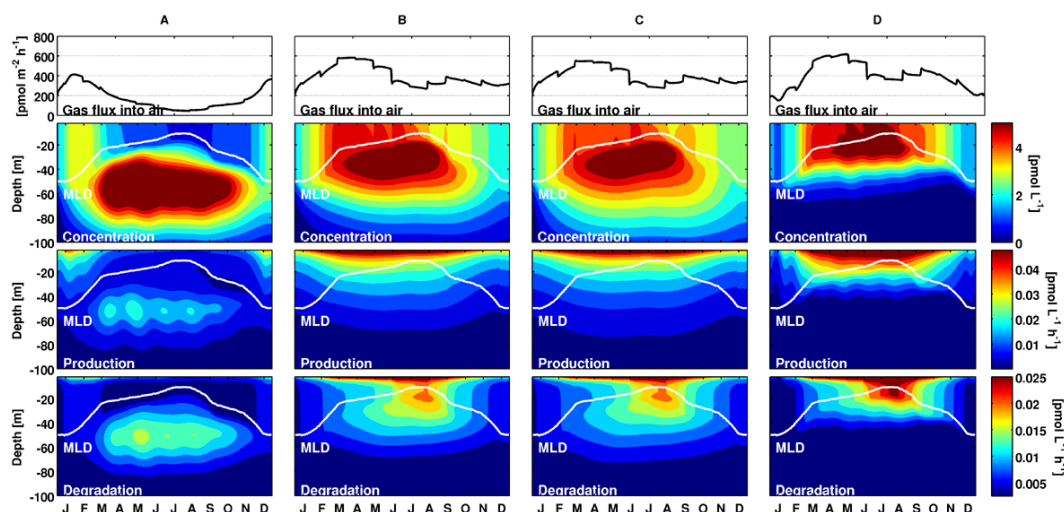 A B C D
800
600
400
200
0
[pmol m⁻² h⁻¹]
Gas flux into air Gas flux into air Gas flux into air Gas flux into air
-20
-40
-60
-80
-100
Depth [m]
MLD MLD MLD MLD
Concentration Concentration Concentration Concentration
4
2
0
[pmol L⁻¹]
-20
-40
-60
-80
-100
Depth [m]
MLD MLD MLD MLD
Production Production Production Production
0.04
0.03
0.02
0.01
[pmol L⁻¹ h⁻¹]
-20
-40
-60
-80
-100
Depth [m]
MLD MLD MLD MLD
Degradation Degradation Degradation Degradation
0.025
0.02
0.015
0.01
0.005
[pmol L⁻¹ h⁻¹]
J F M A M J J A S O N D J F M A M J J A S O N D J F M A M J J A S O N D J F M A M J J A S O N D